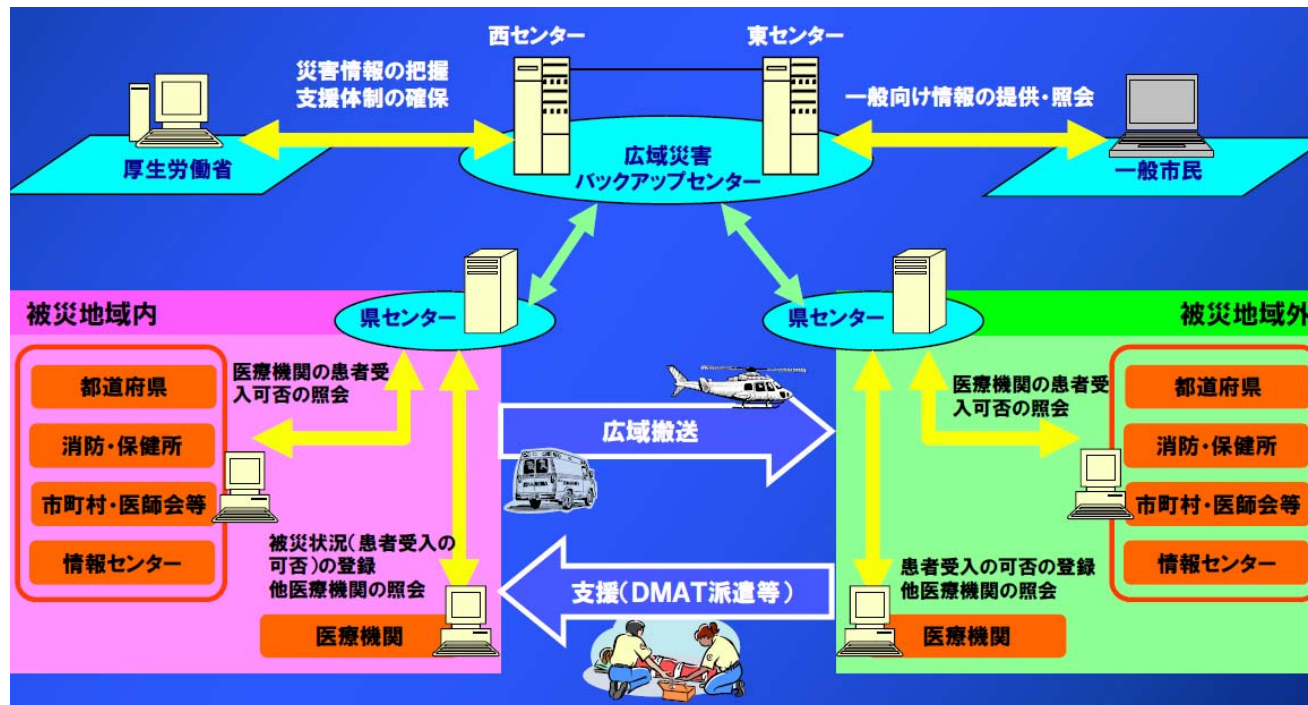 西センター
東センター
災害情報の把握
支援体制の確保
一般向け情報の提供・照会
厚生労働省
広域災害
バックアップセンター
一般市民
被災地域内
県センター
県センター
被災地域外
都道府県
消防・保健所
市町村・医師会等
情報センター
医療機関の患者受
入可否の照会
被災状況(患者受入の
可否)の登録
他医療機関の照会
医療機関
広域搬送
支援(DMAT派遣等)
医療機関の患者受
入可否の照会
都道府県
消防・保健所
市町村・医師会等
情報センター
患者受入の可否の登録
他医療機関の照会
医療機関